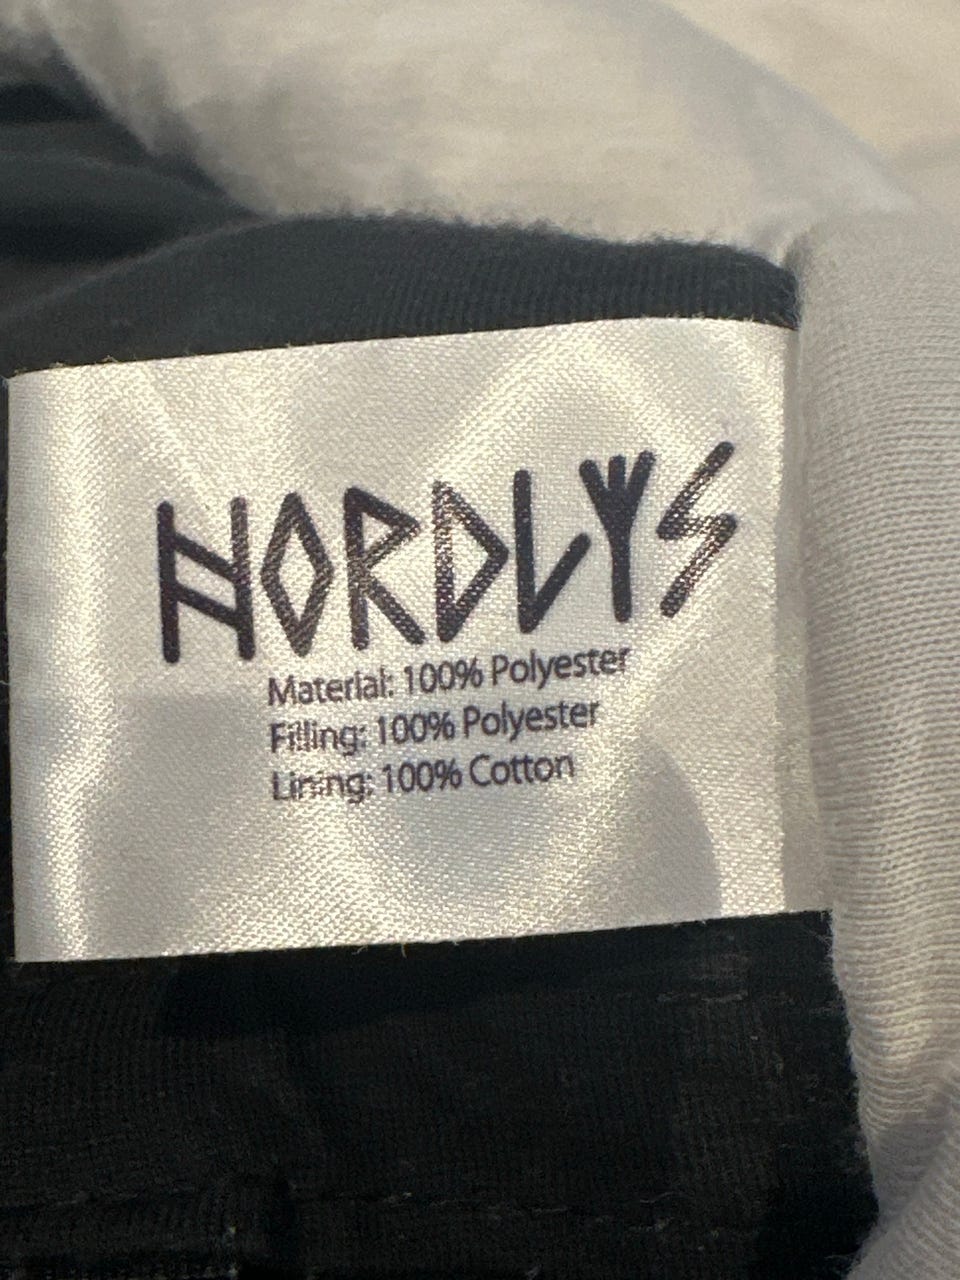 NORDLYS
Material: 100% Polyester
Filling: 100% Polyester
Lining: 100% Cotton